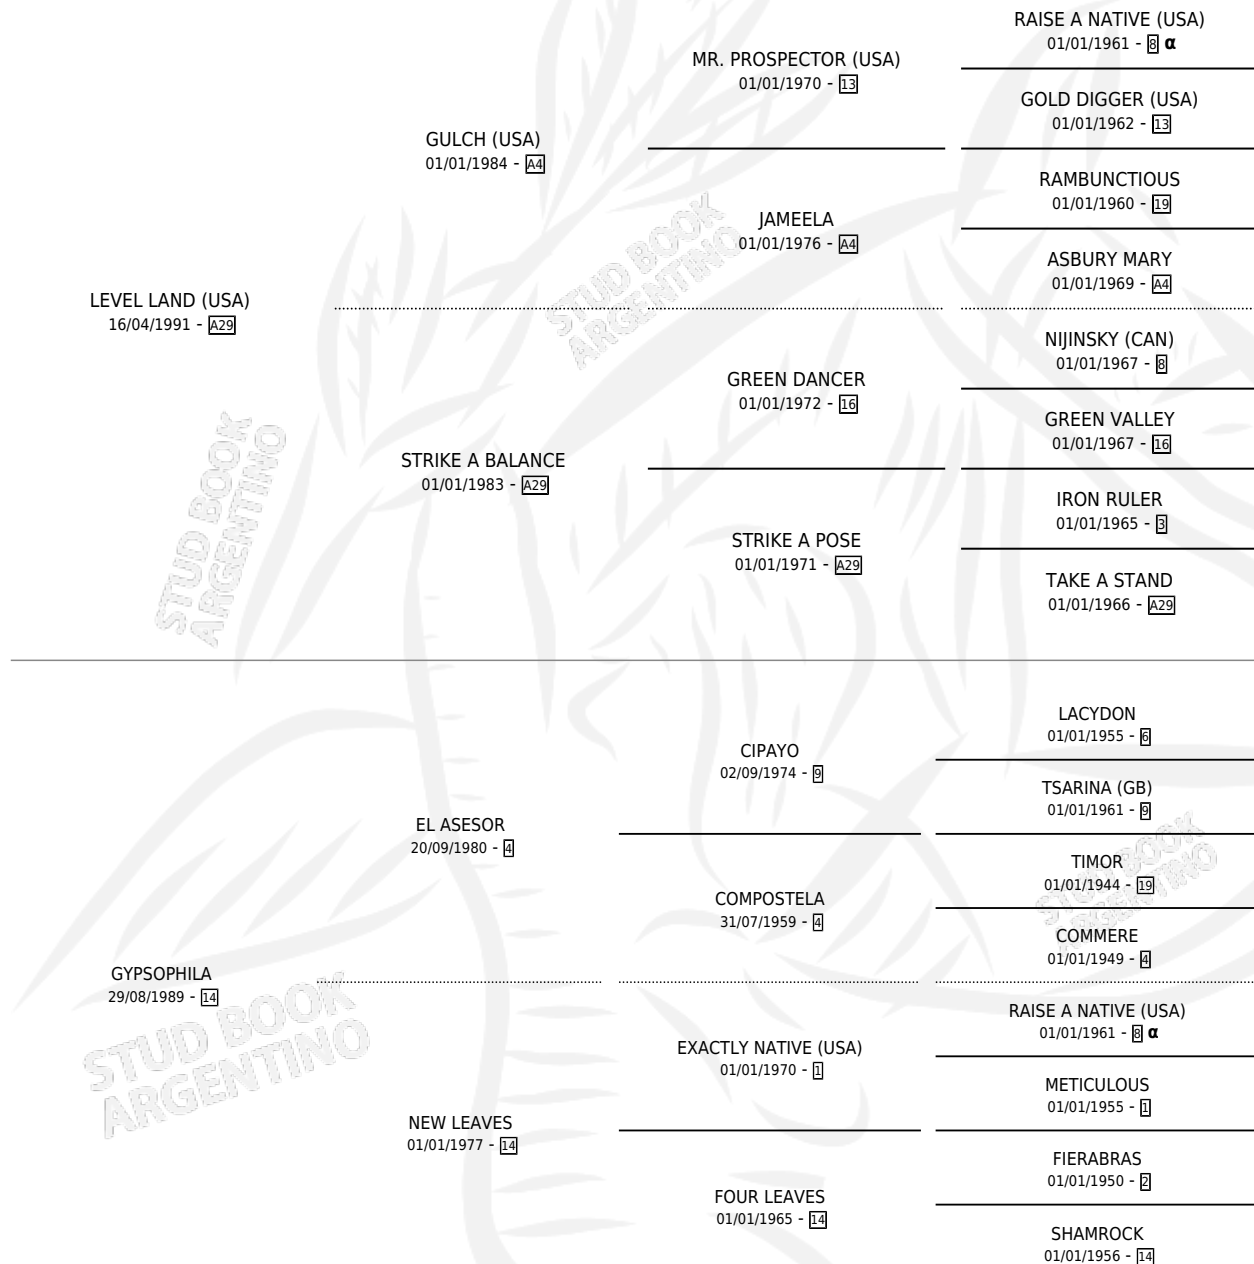 RAISE A NATIVE (USA)
01/01/1961 - 8 α
MR. PROSPECTOR (USA)
01/01/1970 - 13
GOLD DIGGER (USA)
01/01/1962 - 13
GULCH (USA)
01/01/1984 - A4
RAMBUNCTIOUS
01/01/1960 - 19
JAMEELA
01/01/1976 - A4
ASBURY MARY
01/01/1969 - A4
LEVEL LAND (USA)
16/04/1991 - A29
NIJINSKY (CAN)
01/01/1967 - 8
GREEN DANCER
01/01/1972 - 16
GREEN VALLEY
01/01/1967 - 16
STRIKE A BALANCE
01/01/1983 - A29
IRON RULER
01/01/1965 - 3
STRIKE A POSE
01/01/1971 - A29
TAKE A STAND
01/01/1966 - A29
LACYDON
01/01/1955 - 6
CIPAYO
02/09/1974 - 9
TSARINA (GB)
01/01/1961 - 9
EL ASESOR
20/09/1980 - 4
TIMOR
01/01/1944 - 19
COMPOSTELA
31/07/1959 - 4
COMMERE
01/01/1949 - 4
GYPSOPHILA
29/08/1989 - 14
RAISE A NATIVE (USA)
01/01/1961 - 8 α
EXACTLY NATIVE (USA)
01/01/1970 - 1
METICULOUS
01/01/1955 - 1
NEW LEAVES
01/01/1977 - 14
FIERABRAS
01/01/1950 - 2
FOUR LEAVES
01/01/1965 - 14
SHAMROCK
01/01/1956 - 14
STUD BOOK
ARGENTINO
STUD BOOK
ARGENTINO
STUD BOOK
ARGENTINO
STUD BOOK
ARGENTINO